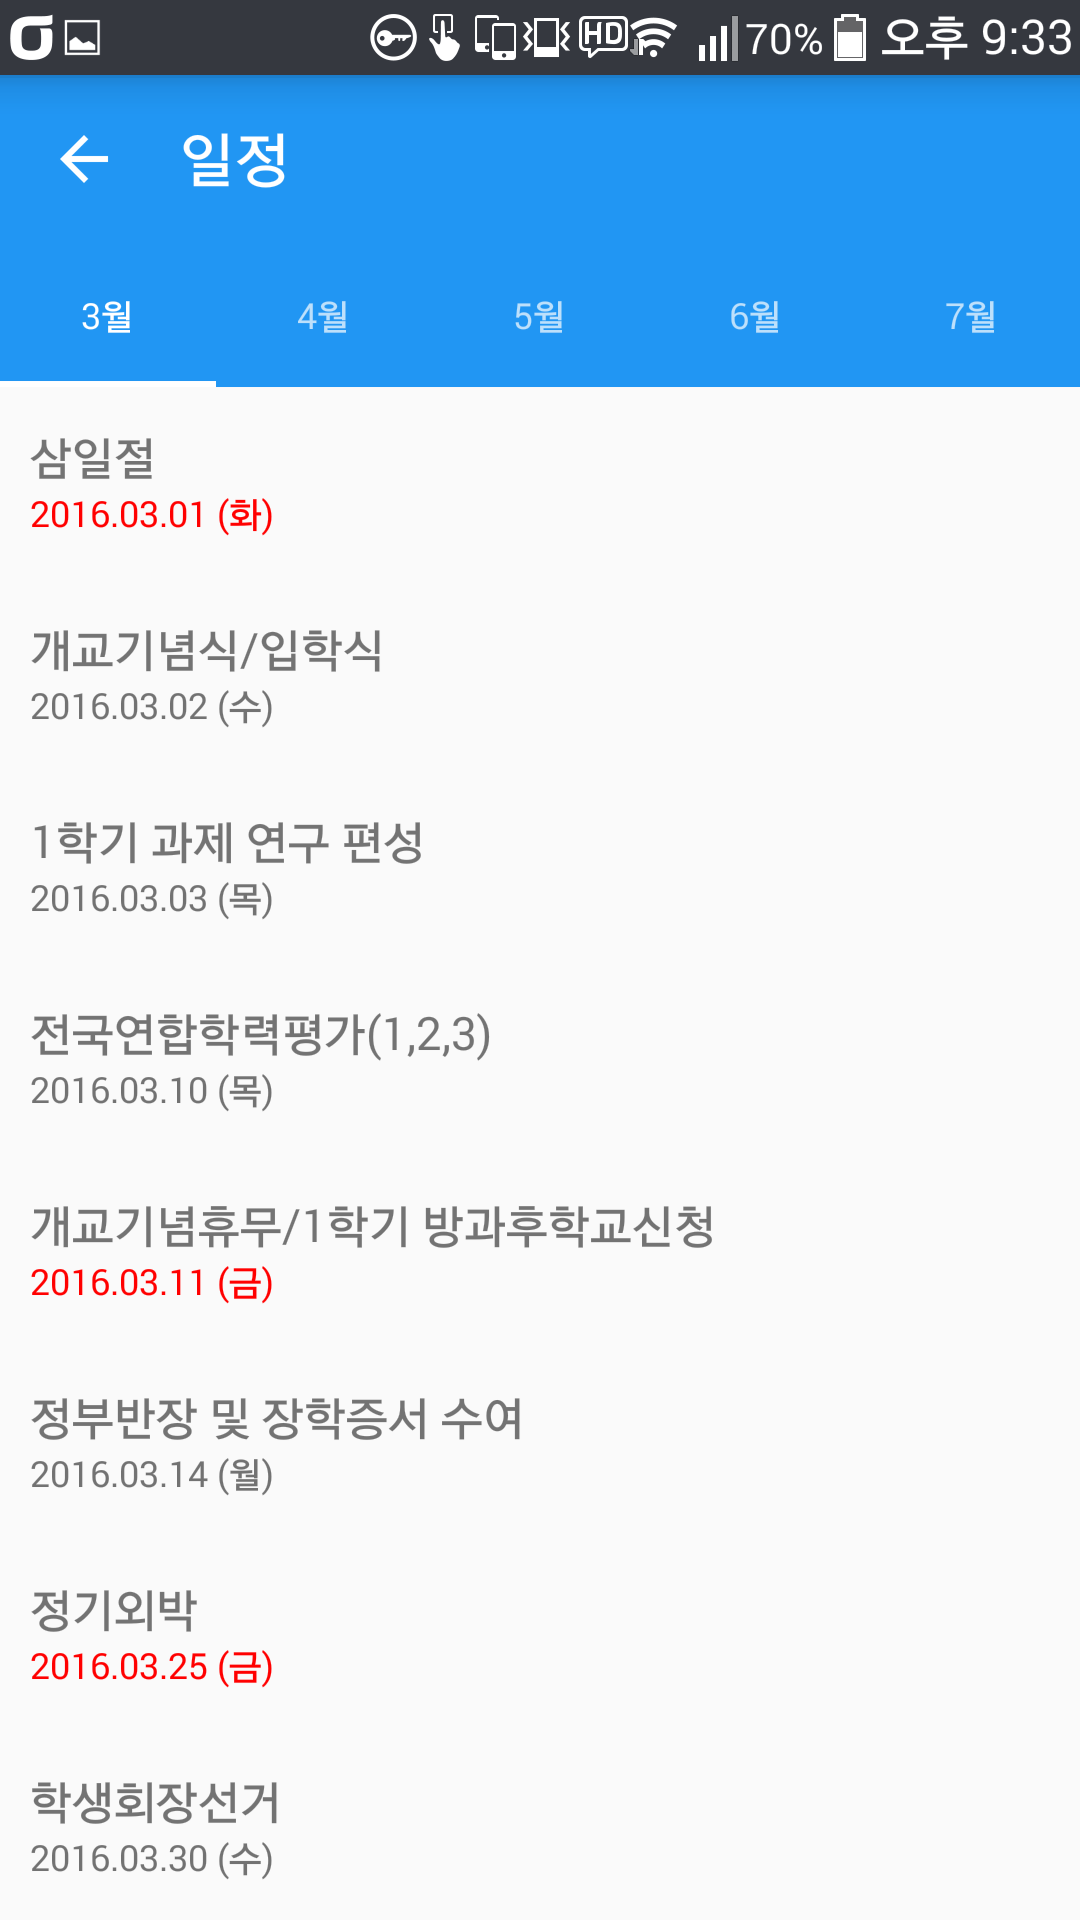 HD 70% 오후 9:33
일정
3월 4월 5월 6월 7월
삼일절
2016.03.01 (화)
개교기념식/입학식
2016.03.02 (수)
1학기 과제 연구 편성
2016.03.03 (목)
전국연합학력평가(1,2,3)
2016.03.10 (목)
개교기념휴무/1학기 방과후학교신청
2016.03.11 (금)
정부반장 및 장학증서 수여
2016.03.14 (월)
정기외박
2016.03.25 (금)
학생회장선거
2016.03.30 (수)